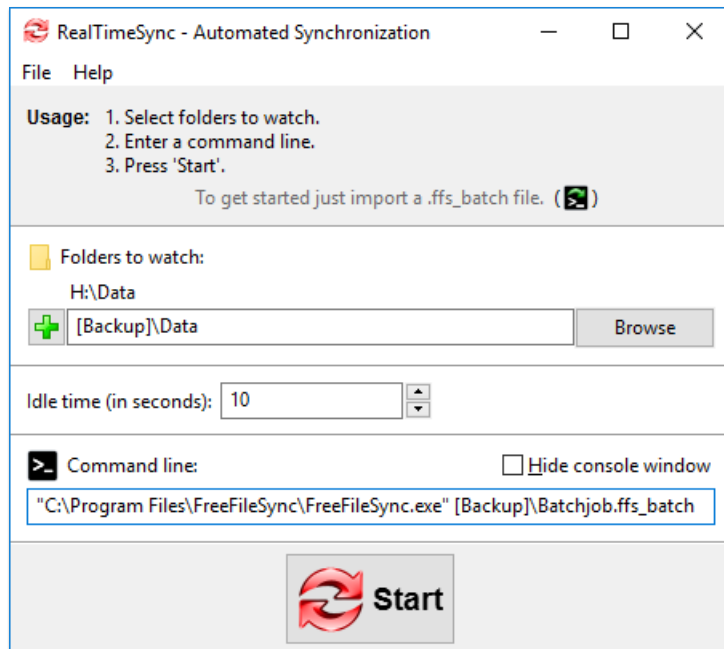 RealTimeSync - Automated Synchronization
File Help
Usage: 1. Select folders to watch.
2. Enter a command line.
3. Press 'Start'.
To get started just import a .ffs_batch file. ( )
Folders to watch:
H:\Data
[Backup]\Data Browse
Idle time (in seconds): 10
Command line: Hide console window
"C:\Program Files\FreeFileSync\FreeFileSync.exe" [Backup]\Batchjob.ffs_batch
Start